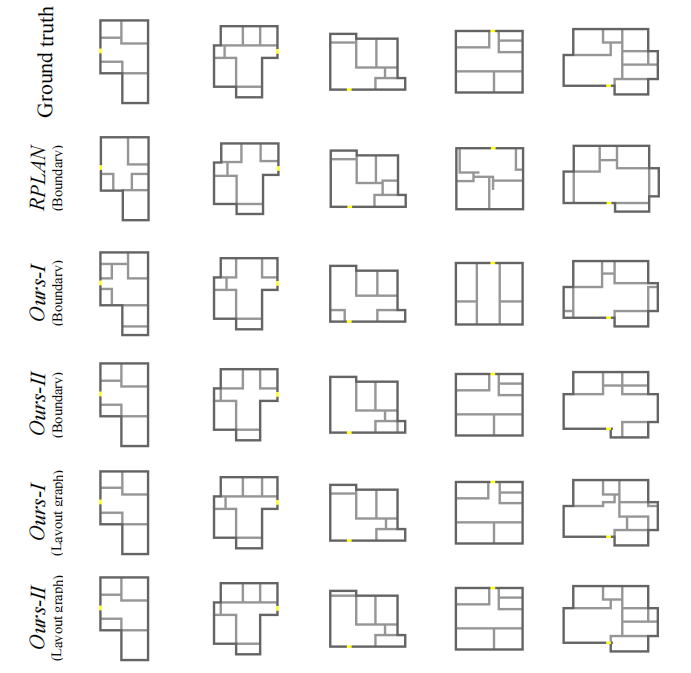 Ground truth
RPLAN
(Boundary)
Ours-I
(Boundary)
Ours-II
(Boundary)
Ours-I
(Layout graph)
Ours-II
(Layout graph)